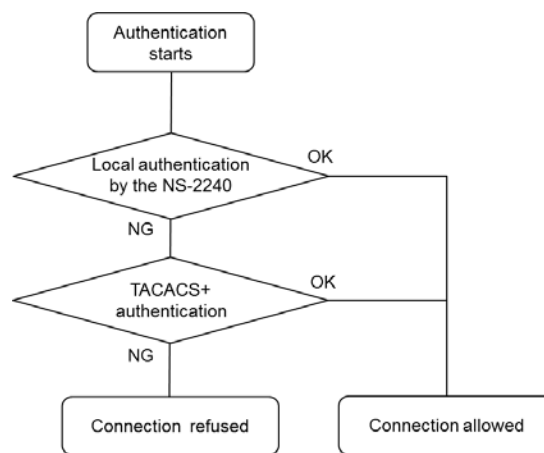 Authentication
starts
Local authentication
by the NS-2240
OK
NG
TACACS+
authentication
OK
NG
Connection refused
Connection allowed